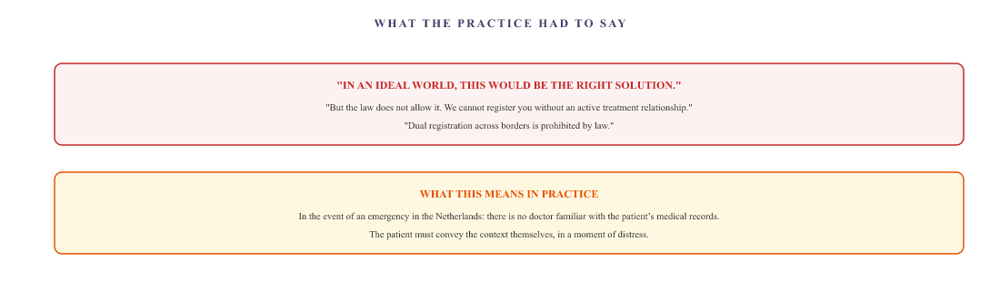 WHAT THE PRACTICE HAD TO SAY
"IN AN IDEAL WORLD, THIS WOULD BE THE RIGHT SOLUTION."
"But the law does not allow it. We cannot register you without an active treatment relationship."
"Dual registration across borders is prohibited by law."
WHAT THIS MEANS IN PRACTICE
In the event of an emergency in the Netherlands: there is no doctor familiar with the patient’s medical records.
The patient must convey the context themselves, in a moment of distress.